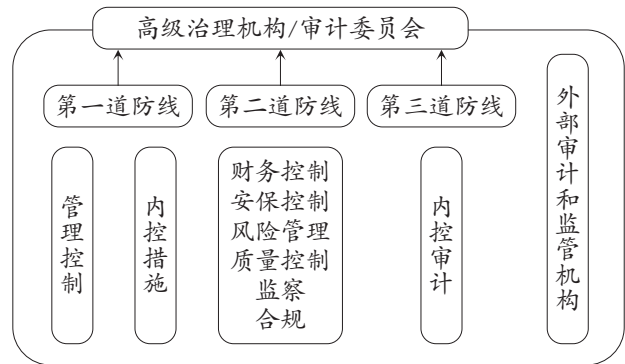 高级治理机构/审计委员会
第一道防线
第二道防线
第三道防线
管理控制
内控措施
财务控制
安保控制
风险管理
质量控制
监察
合规
内控审计
外部审计和监管机构